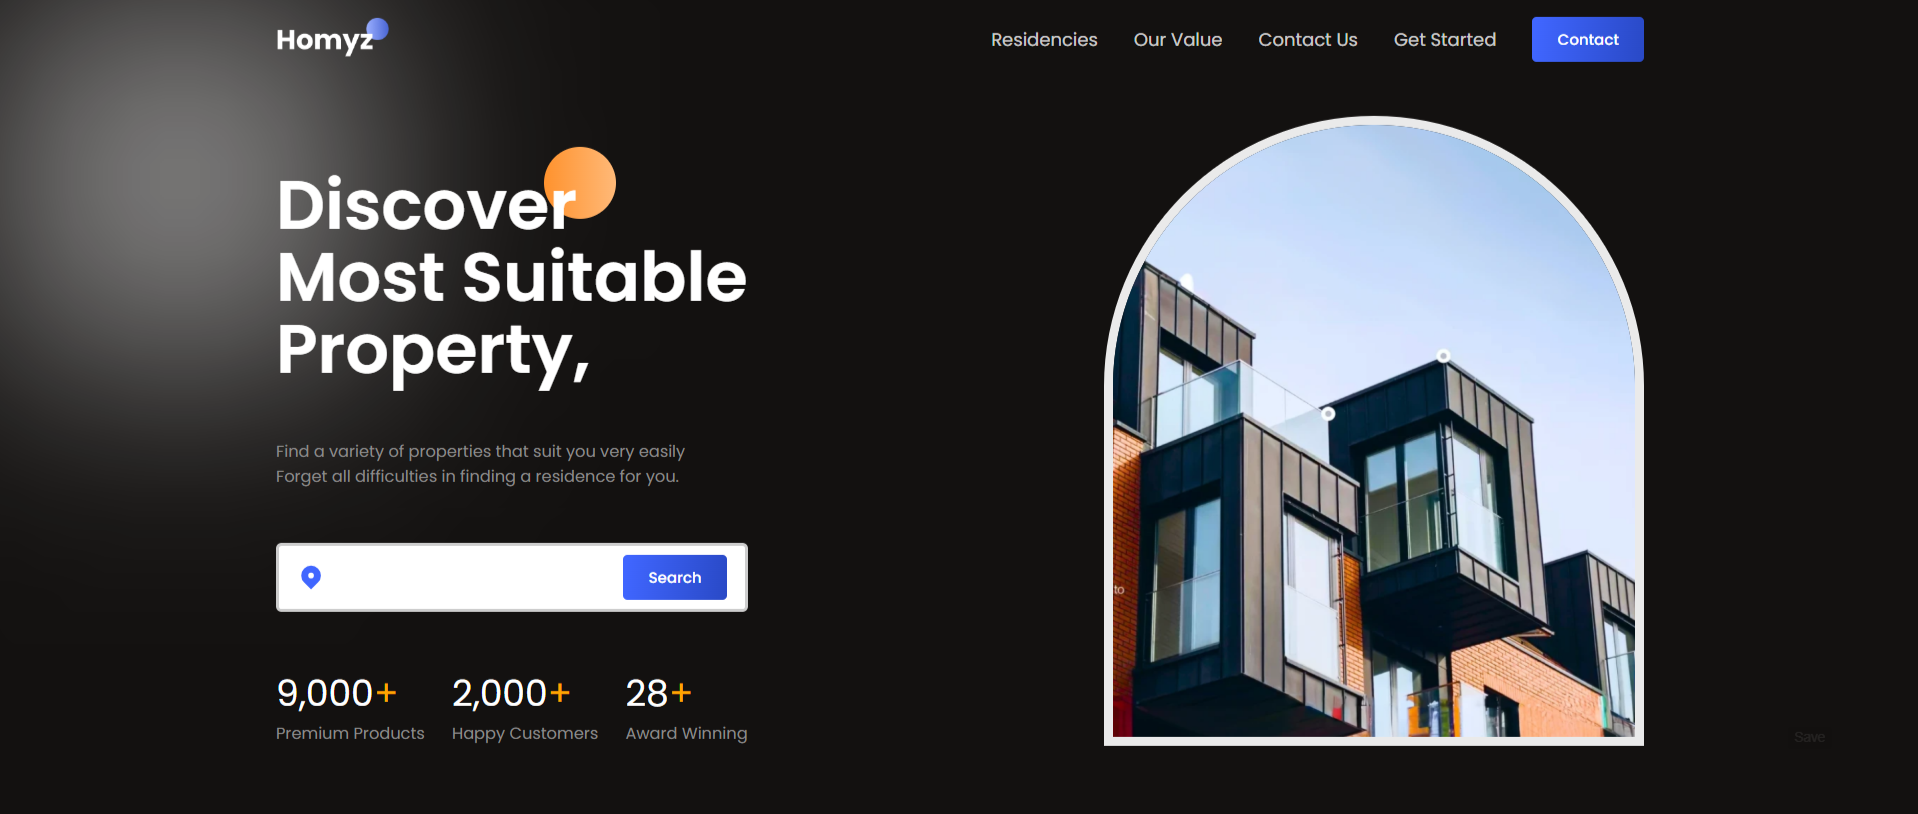 Homyz
Residencies
Our Value
Contact Us
Get Started
Contact
Discover
Most Suitable
Property,
Find a variety of properties that suit you very easily
Forget all difficulties in finding a residence for you.
Search
9,000+
2,000+
28+
Premium Products
Happy Customers
Award Winning
to
Save